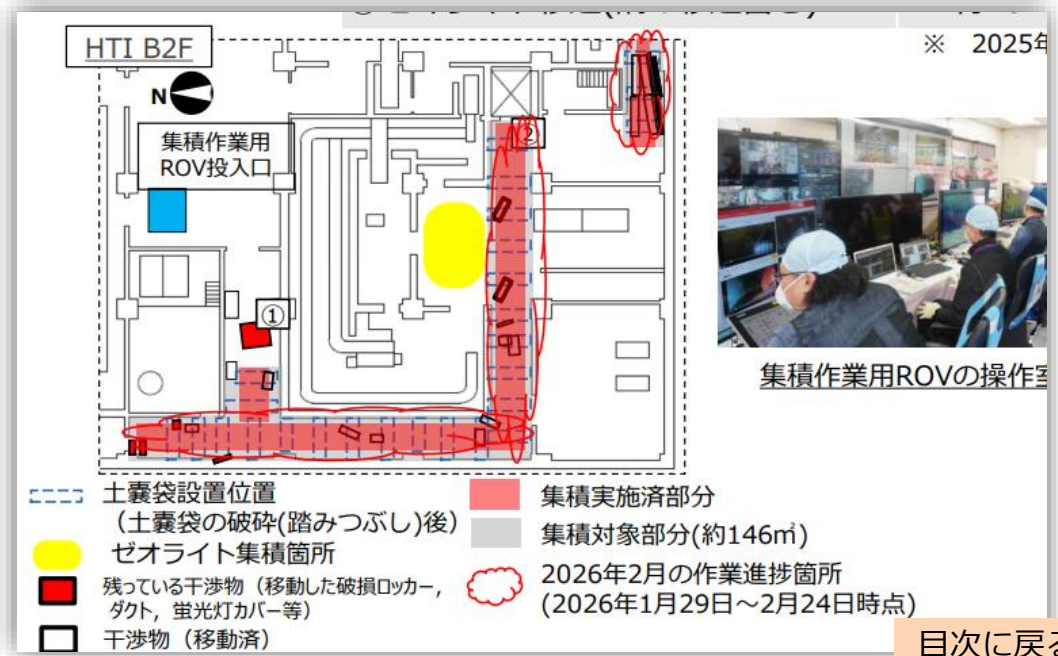 HTI B2F
※ 2025年
N
集積作業用
ROV投入口
②
①
集積作業用ROVの操作室
土嚢袋設置位置
(土嚢袋の破砕(踏みつぶし)後)
ゼオライト集積箇所
残っている干渉物（移動した破損ロッカー，
ダクト，蛍光灯カバー等）
干渉物（移動済）
集積実施済部分
集積対象部分(約146㎡)
2026年2月の作業進捗箇所
(2026年1月29日～2月24日時点)
目次に戻る